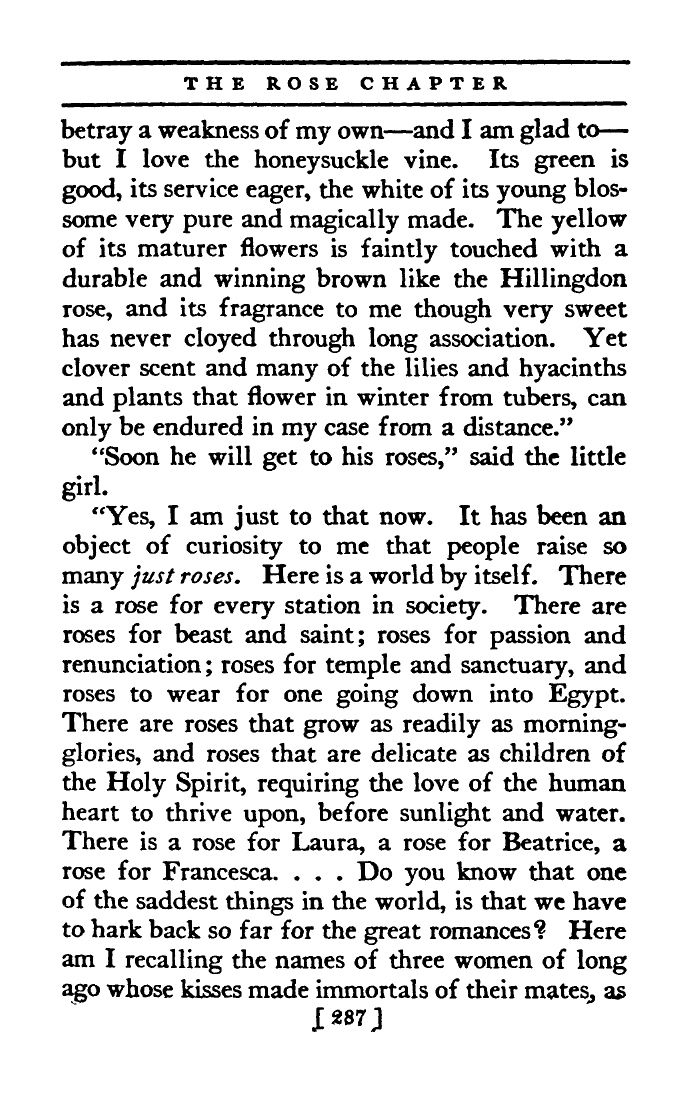 THE ROSE CHAPTER
betray a weakness of my own—and I am glad to—
but I love the honeysuckle vine. Its green is
good, its service eager, the white of its young blos-
some very pure and magically made. The yellow
of its maturer flowers is faintly touched with a
durable and winning brown like the Hillingdon
rose, and its fragrance to me though very sweet
has never cloyed through long association. Yet
clover scent and many of the lilies and hyacinths
and plants that flower in winter from tubers, can
only be endured in my case from a distance.”
“Soon he will get to his roses,” said the little
girl.
“Yes, I am just to that now. It has been an
object of curiosity to me that people raise so
many just roses. Here is a world by itself. There
is a rose for every station in society. There are
roses for beast and saint; roses for passion and
renunciation; roses for temple and sanctuary, and
roses to wear for one going down into Egypt.
There are roses that grow as readily as morning-
glories, and roses that are delicate as children of
the Holy Spirit, requiring the love of the human
heart to thrive upon, before sunlight and water.
There is a rose for Laura, a rose for Beatrice, a
rose for Francesca. . . . Do you know that one
of the saddest things in the world, is that we have
to hark back so far for the great romances? Here
am I recalling the names of three women of long
ago whose kisses made immortals of their mates, as
[287]